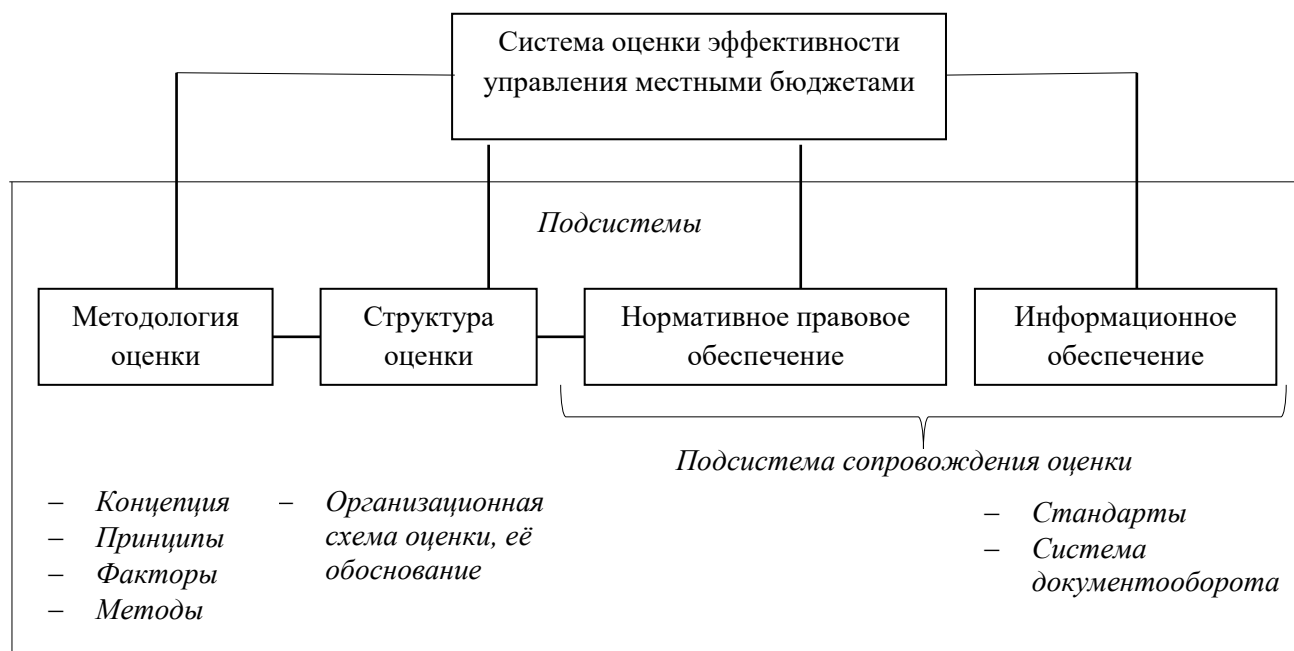 Система оценки эффективности
управления местными бюджетами
Подсистемы
Методология
оценки
Структура
оценки
Нормативное правовое
обеспечение
Информационное
обеспечение
Подсистема сопровождения оценки
– Концепция
– Принципы
– Факторы
– Методы
– Организационная
схема оценки, её
обоснование
– Стандарты
– Система
документооборота